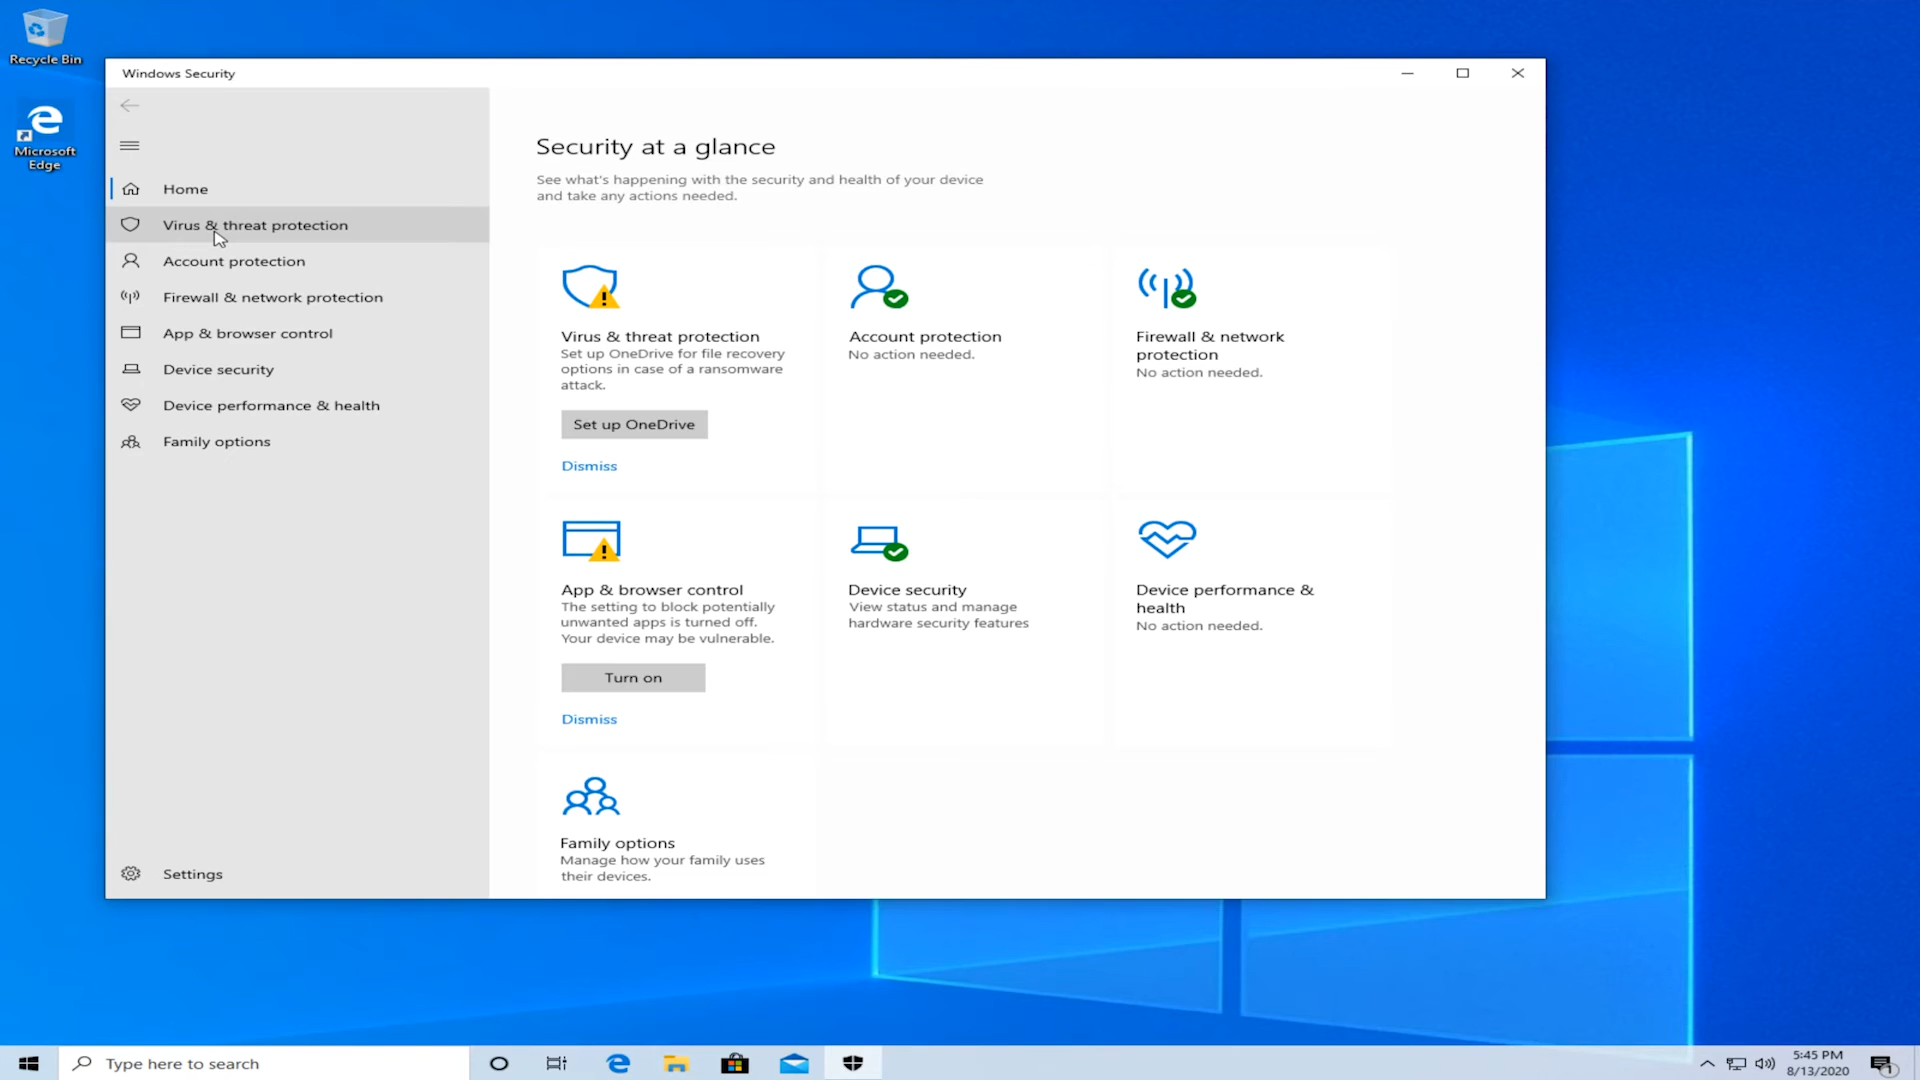 Recycle Bin
Microsoft
Edge
Windows Security
Home
Virus & threat protection
Account protection
Firewall & network protection
App & browser control
Device security
Device performance & health
Family options
Settings
Security at a glance
See what's happening with the security and health of your device
and take any actions needed.
Virus & threat protection
Set up OneDrive for file recovery
options in case of a ransomware
attack.
Set up OneDrive
Dismiss
Account protection
No action needed.
Firewall & network
protection
No action needed.
App & browser control
The setting to block potentially
unwanted apps is turned off.
Your device may be vulnerable.
Turn on
Dismiss
Device security
View status and manage
hardware security features
Device performance &
health
No action needed.
Family options
Manage how your family uses
their devices.
Type here to search
5:45 PM
8/13/2020
1